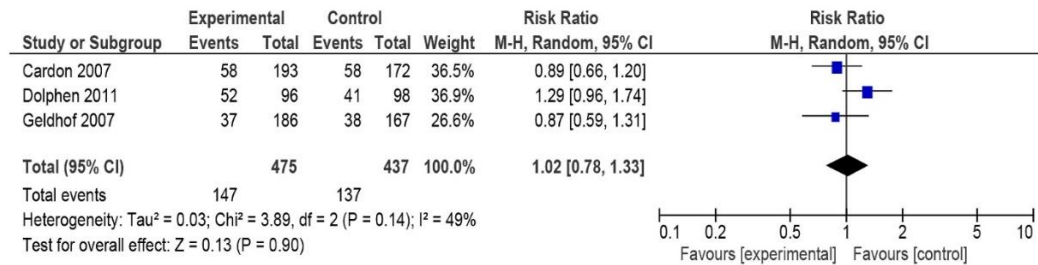 Experimental Control Risk Ratio Risk Ratio
Study or Subgroup Events Total Events Total Weight M-H, Random, 95% CI M-H, Random, 95% CI
Cardon 2007 58 193 58 172 36.5% 0.89 [0.66, 1.20]
Dolphen 2011 52 96 41 98 36.9% 1.29 [0.96, 1.74]
Geldhof 2007 37 186 38 167 26.6% 0.87 [0.59, 1.31]
Total (95% CI) 475 437 100.0% 1.02 [0.78, 1.33]
Total events 147 137
Heterogeneity: Tau² = 0.03; Chi² = 3.89, df = 2 (P = 0.14); I² = 49%
Test for overall effect: Z = 0.13 (P = 0.90)
0.1 0.2 0.5 1 2 5 10
Favours [experimental] Favours [control]